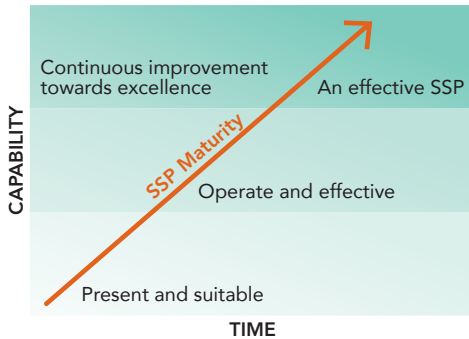 Continuous improvement
towards excellence
An effective SSP
SSP Maturity
Operate and effective
Present and suitable
CAPABILITY
TIME